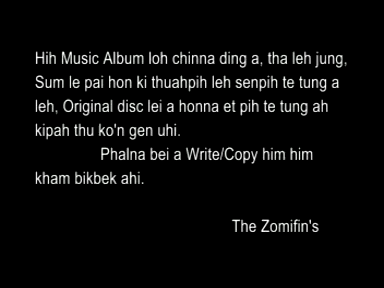 Hih Music Album loh chinna ding a, tha leh jung,
Sum le pai hon ki thuahpih leh senpih te tung a
leh, Original disc lei a honna et pih te tung ah
kipah thu ko'n gen uhi.
Phalna bei a Write/Copy him him
kham bikbek ahi.
The Zomifin's